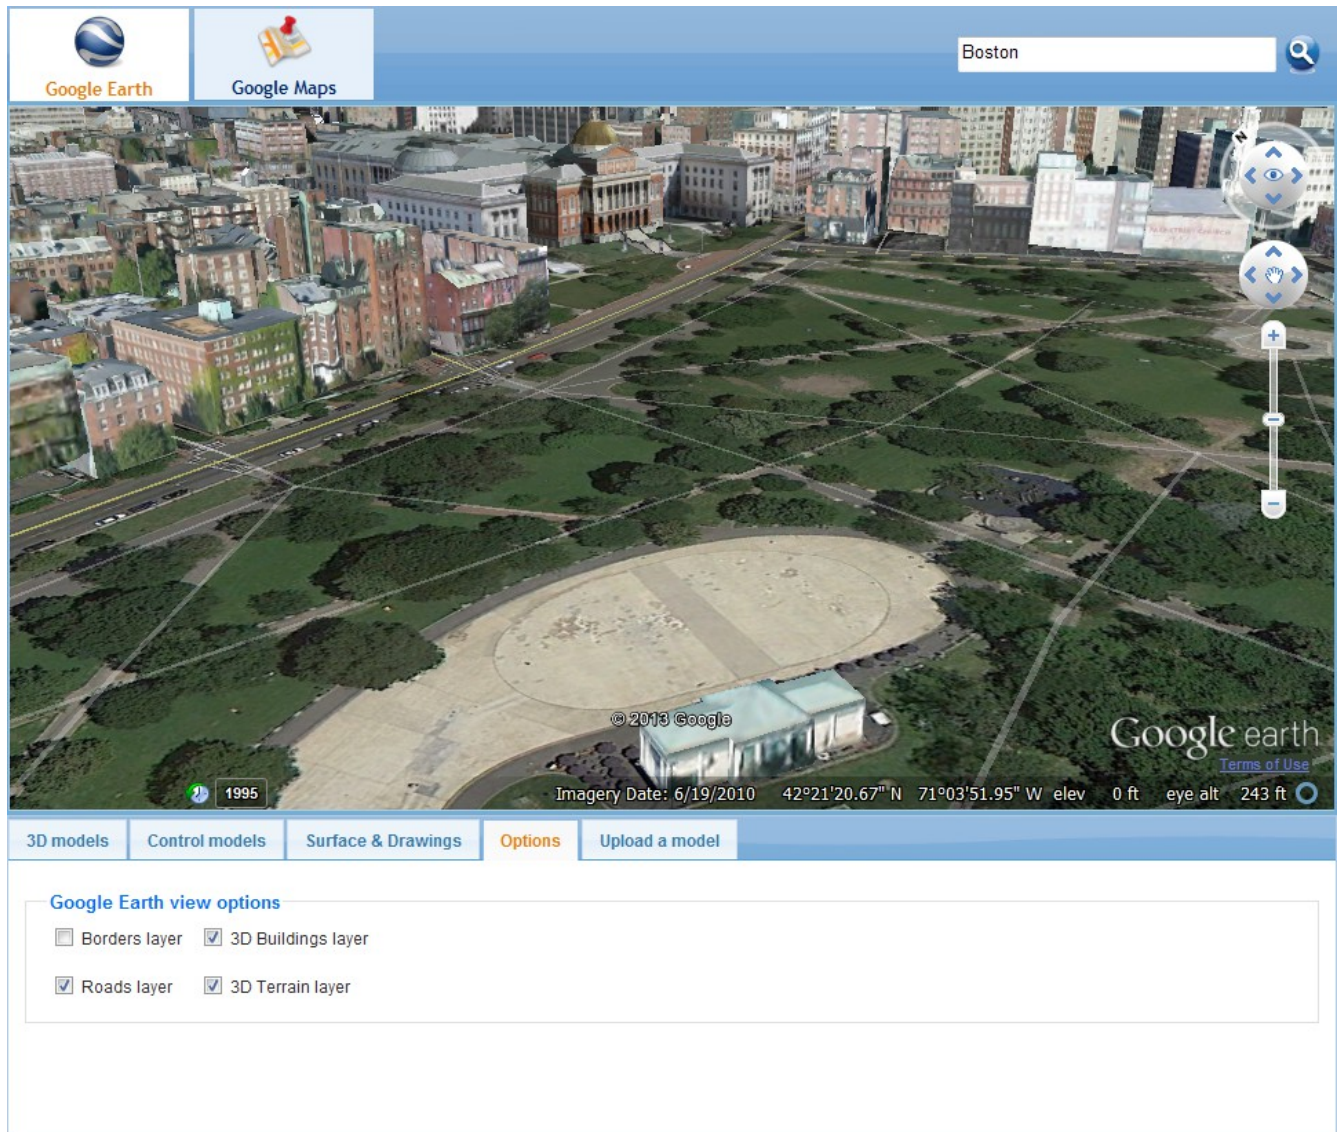 Google Earth
Google Maps
Boston
N
© 2013 Google
Google earth
Terms of Use
1995
Imagery Date: 6/19/2010 42°21'20.67" N 71°03'51.95" W elev 0 ft eye alt 243 ft
3D models
Control models
Surface & Drawings
Options
Upload a model
Google Earth view options
Borders layer
3D Buildings layer
Roads layer
3D Terrain layer